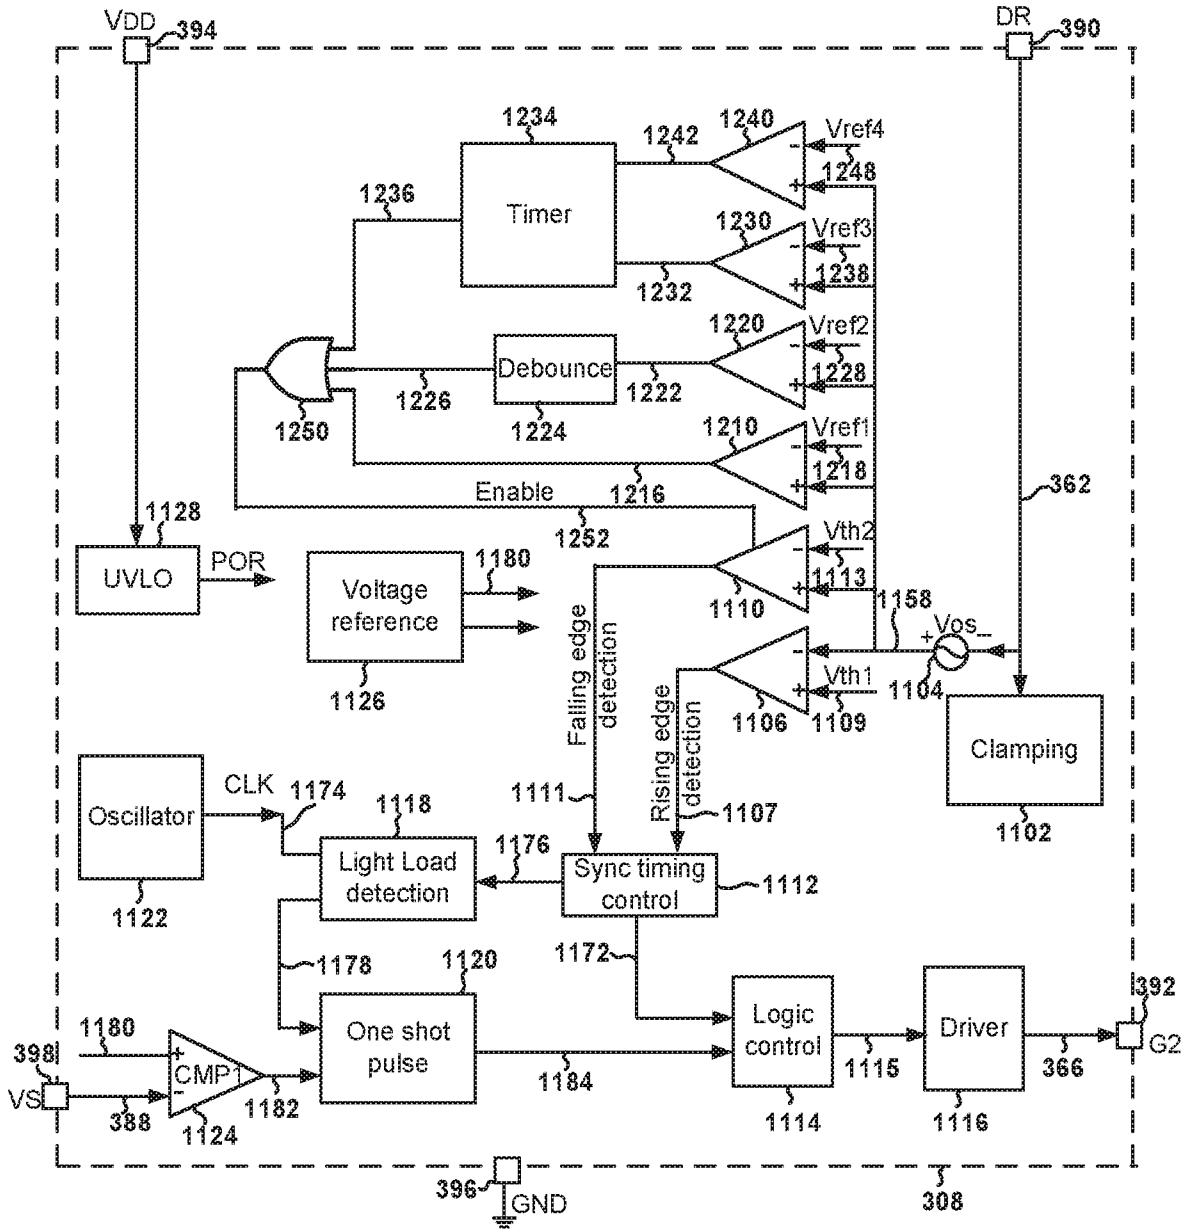 VDD
394
DR
390
1234
1240
1242
Vref4
-
1248
+
1236
Timer
1230
Vref3
-
1238
+
1232
1220
Vref2
-
Debounce
1228
+
1222
1226
1250
1224
1210
Vref1
-
1218
+
1216
362
Enable
1252
1128
Vth2
-
1113
+
UVLO
POR
1180
1110
1158
Voltage
reference
Falling edge
detection
+
Vos
-
-
1104
Vth1
+
1109
1126
1106
Rising edge
detection
Clamping
1102
CLK
1174
1118
1111
1107
Oscillator
1176
Light Load
detection
Sync timing
control
1112
1122
1178
1120
1172
392
1180
One shot
pulse
Logic
control
Driver
G2
398
+
CMP1
1115
366
VS
-
1182
1184
388
1124
1114
1116
396
GND
308